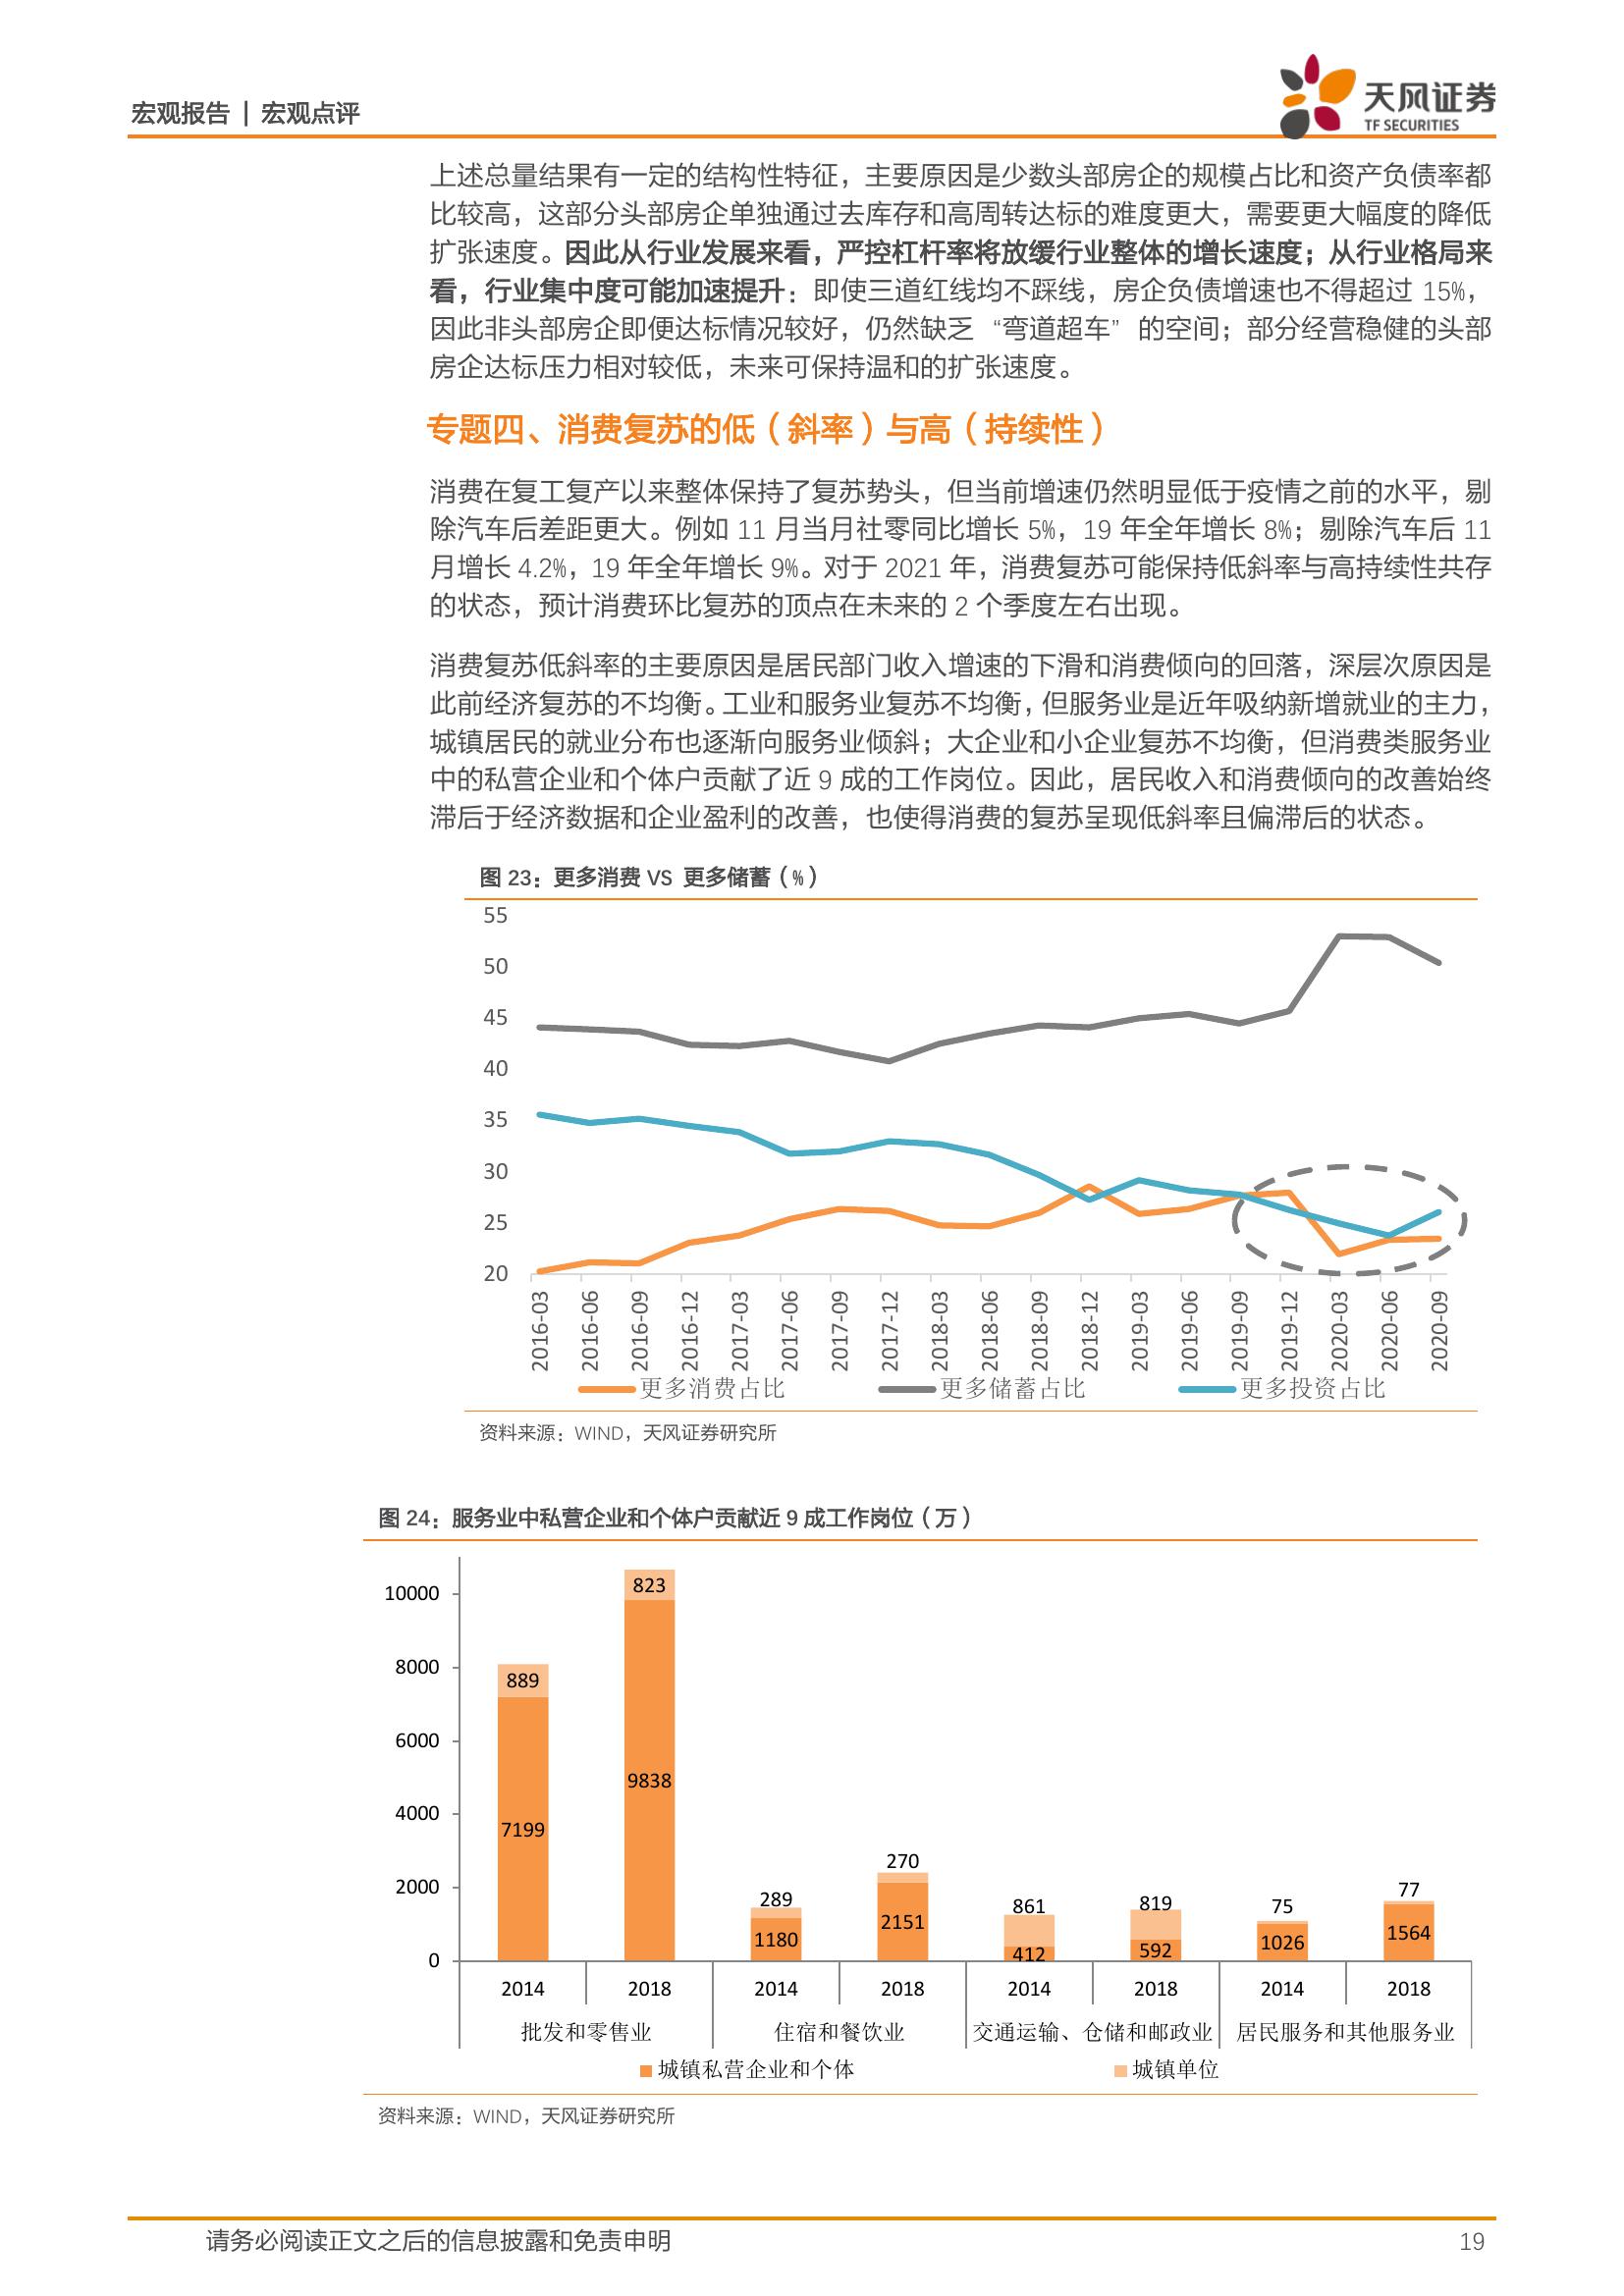 宏观报告 | 宏观点评
天风证券
TF SECURITIES
上述总量结果有一定的结构性特征，主要原因是少数头部房企的规模占比和资产负债率都
比较高，这部分头部房企单独通过去库存和高周转达标的难度更大，需要更大幅度的降低
扩张速度。因此从行业发展来看，严控杠杆率将放缓行业整体的增长速度；从行业格局来
看，行业集中度可能加速提升：即使三道红线均不踩线，房企负债增速也不得超过 15%，
因此非头部房企即便达标情况较好，仍然缺乏 “弯道超车” 的空间；部分经营稳健的头部
房企达标压力相对较低，未来可保持温和的扩张速度。
专题四、消费复苏的低（斜率）与高（持续性）
消费在复工复产以来整体保持了复苏势头，但当前增速仍然明显低于疫情之前的水平，剔
除汽车后差距更大。例如 11 月当月社零同比增长 5%，19 年全年增长 8%；剔除汽车后 11
月增长 4.2%，19 年全年增长 9%。对于 2021 年，消费复苏可能保持低斜率与高持续性共存
的状态，预计消费环比复苏的顶点在未来的 2 个季度左右出现。
消费复苏低斜率的主要原因是居民部门收入增速的下滑和消费倾向的回落，深层次原因是
此前经济复苏的不均衡。工业和服务业复苏不均衡，但服务业是近年吸纳新增就业的主力，
城镇居民的就业分布也逐渐向服务业倾斜；大企业和小企业复苏不均衡，但消费类服务业
中的私营企业和个体户贡献了近 9 成的工作岗位。因此，居民收入和消费倾向的改善始终
滞后于经济数据和企业盈利的改善，也使得消费的复苏呈现低斜率且偏滞后的状态。
图 23：更多消费 VS 更多储蓄（%）
55
50
45
40
35
30
25
20
2016-03 2016-06 2016-09 2016-12 2017-03 2017-06 2017-09 2017-12 2018-03 2018-06 2018-09 2018-12 2019-03 2019-06 2019-09 2019-12 2020-03 2020-06 2020-09
更多消费占比 更多储蓄占比 更多投资占比
资料来源：WIND，天风证券研究所
图 24：服务业中私营企业和个体户贡献近 9 成工作岗位（万）
10000
8000
6000
4000
2000
0
889
7199
823
9838
289
1180
270
2151
861
412
819
592
75
1026
77
1564
2014 2018 2014 2018 2014 2018 2014 2018
批发和零售业 住宿和餐饮业 交通运输、仓储和邮政业 居民服务和其他服务业
城镇私营企业和个体 城镇单位
资料来源：WIND，天风证券研究所
请务必阅读正文之后的信息披露和免责申明 19